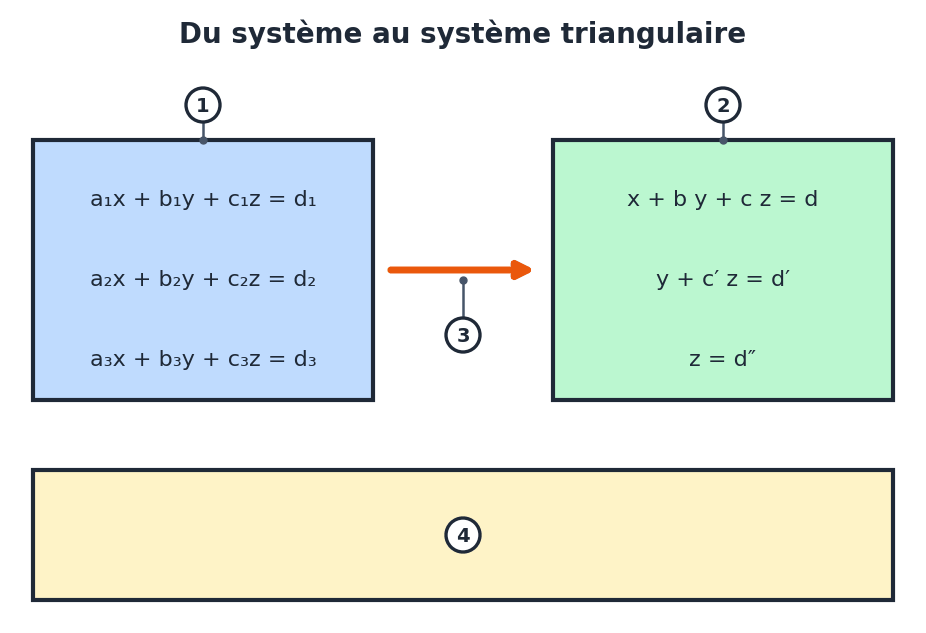 Du système au système triangulaire
1
2
a₁x + b₁y + c₁z = d₁
a₂x + b₂y + c₂z = d₂
a₃x + b₃y + c₃z = d₃
3
x + b y + c z = d
y + c′ z = d′
z = d″
4